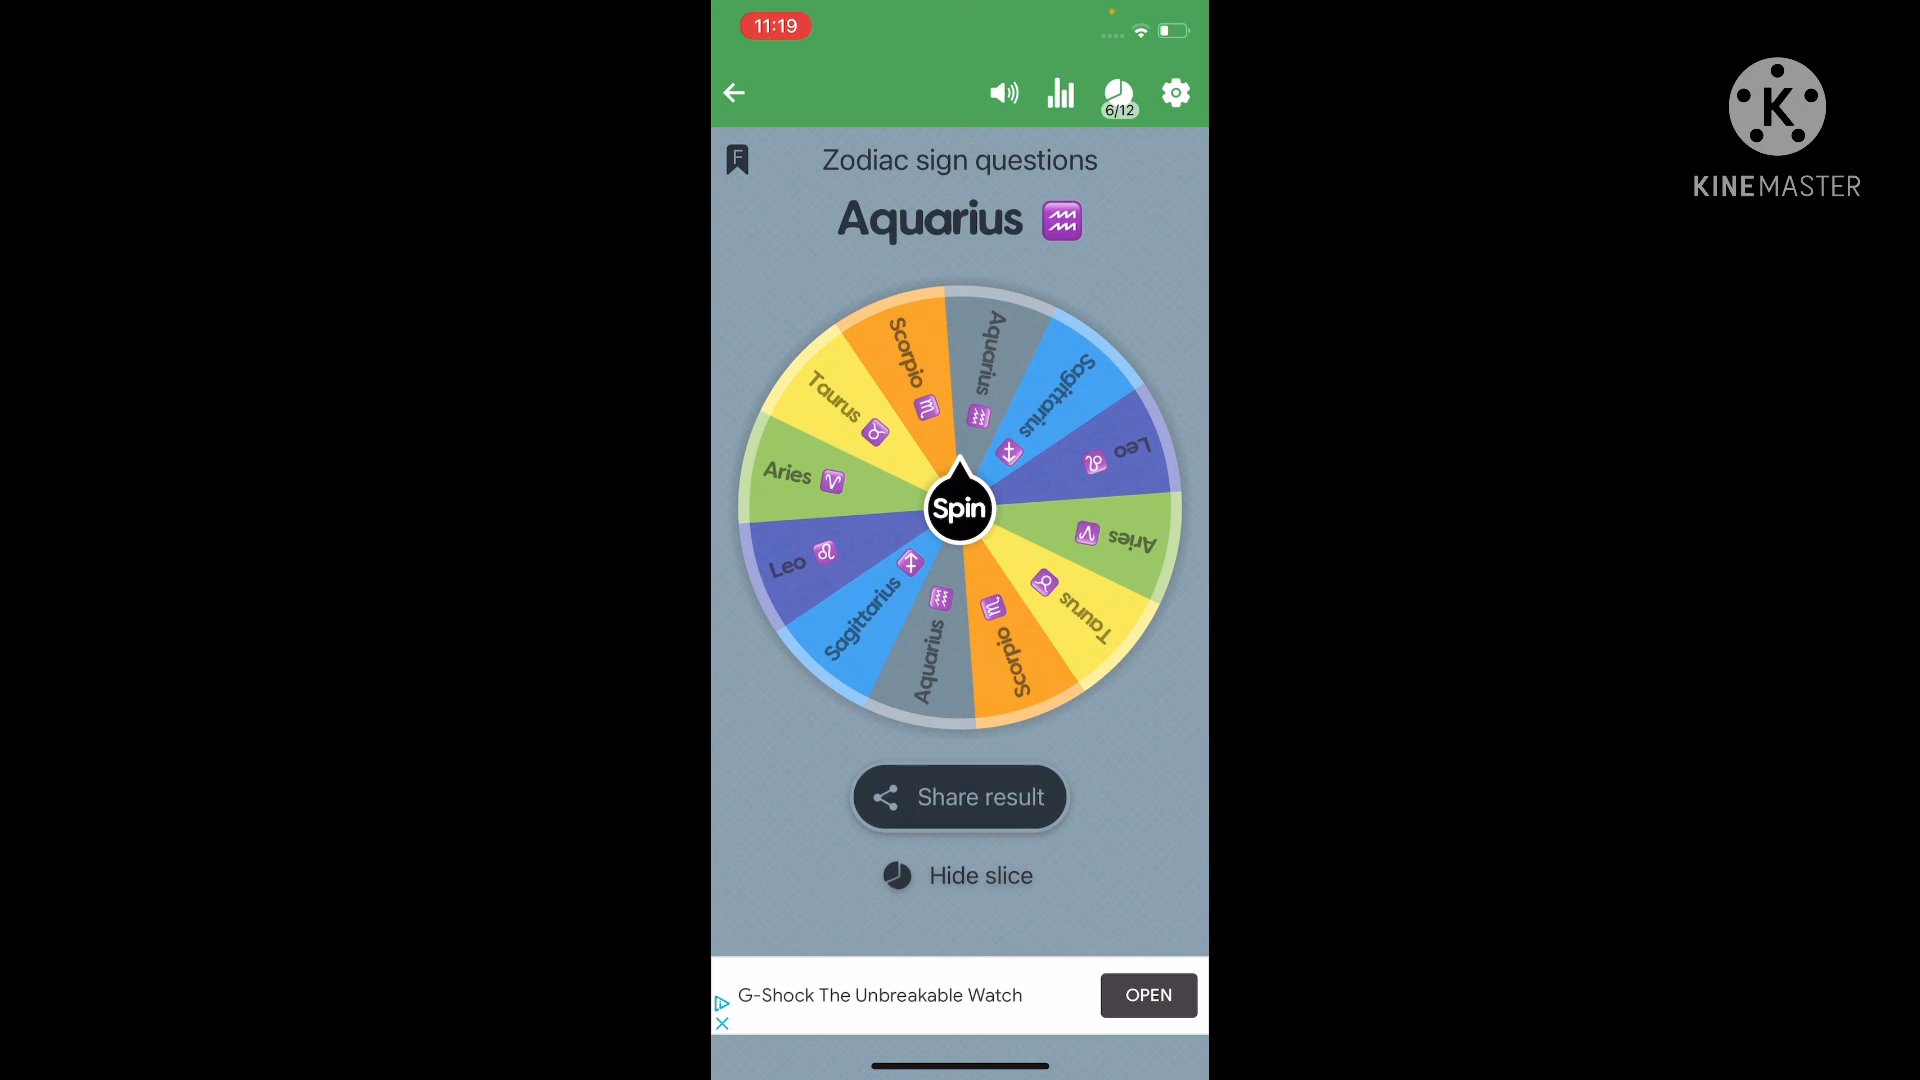 11:19
6/12
K
KINEMASTER
F
Zodiac sign questions
Aquarius ♒
Aquarius ♒
Sagittarius ♐
Leo ♌
Aries ♈
Taurus ♉
Scorpio ♏
Aquarius ♒
Sagittarius ♐
Leo ♌
Aries ♈
Taurus ♉
Scorpio ♏
Spin
Share result
Hide slice
G-Shock The Unbreakable Watch
OPEN